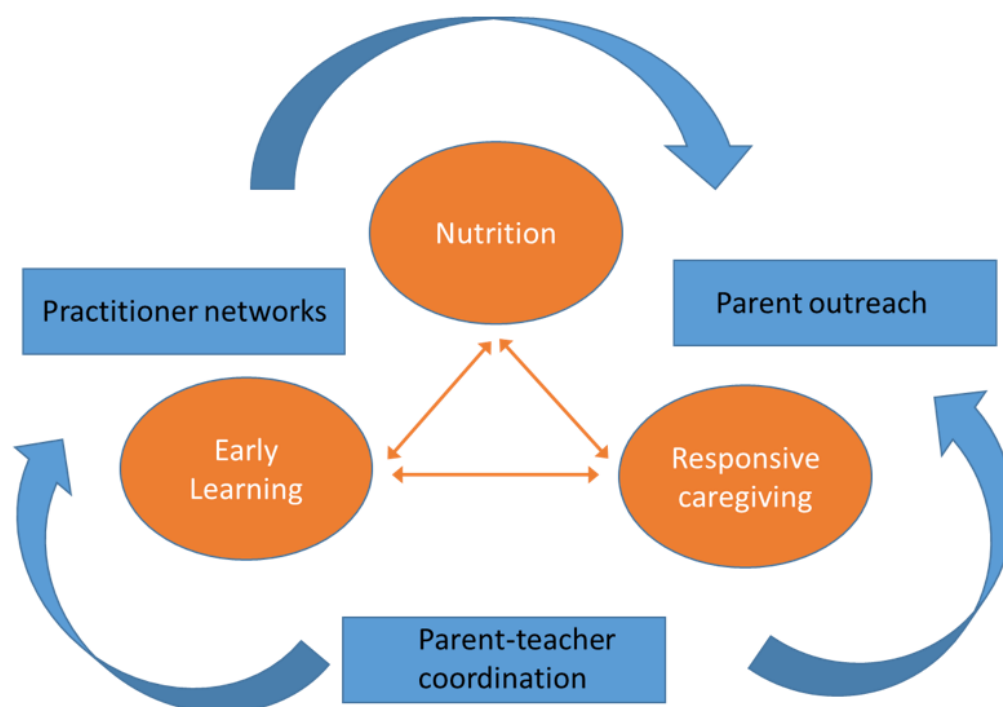 Nutrition
Practitioner networks
Parent outreach
Early
Learning
Responsive
caregiving
Parent-teacher
coordination